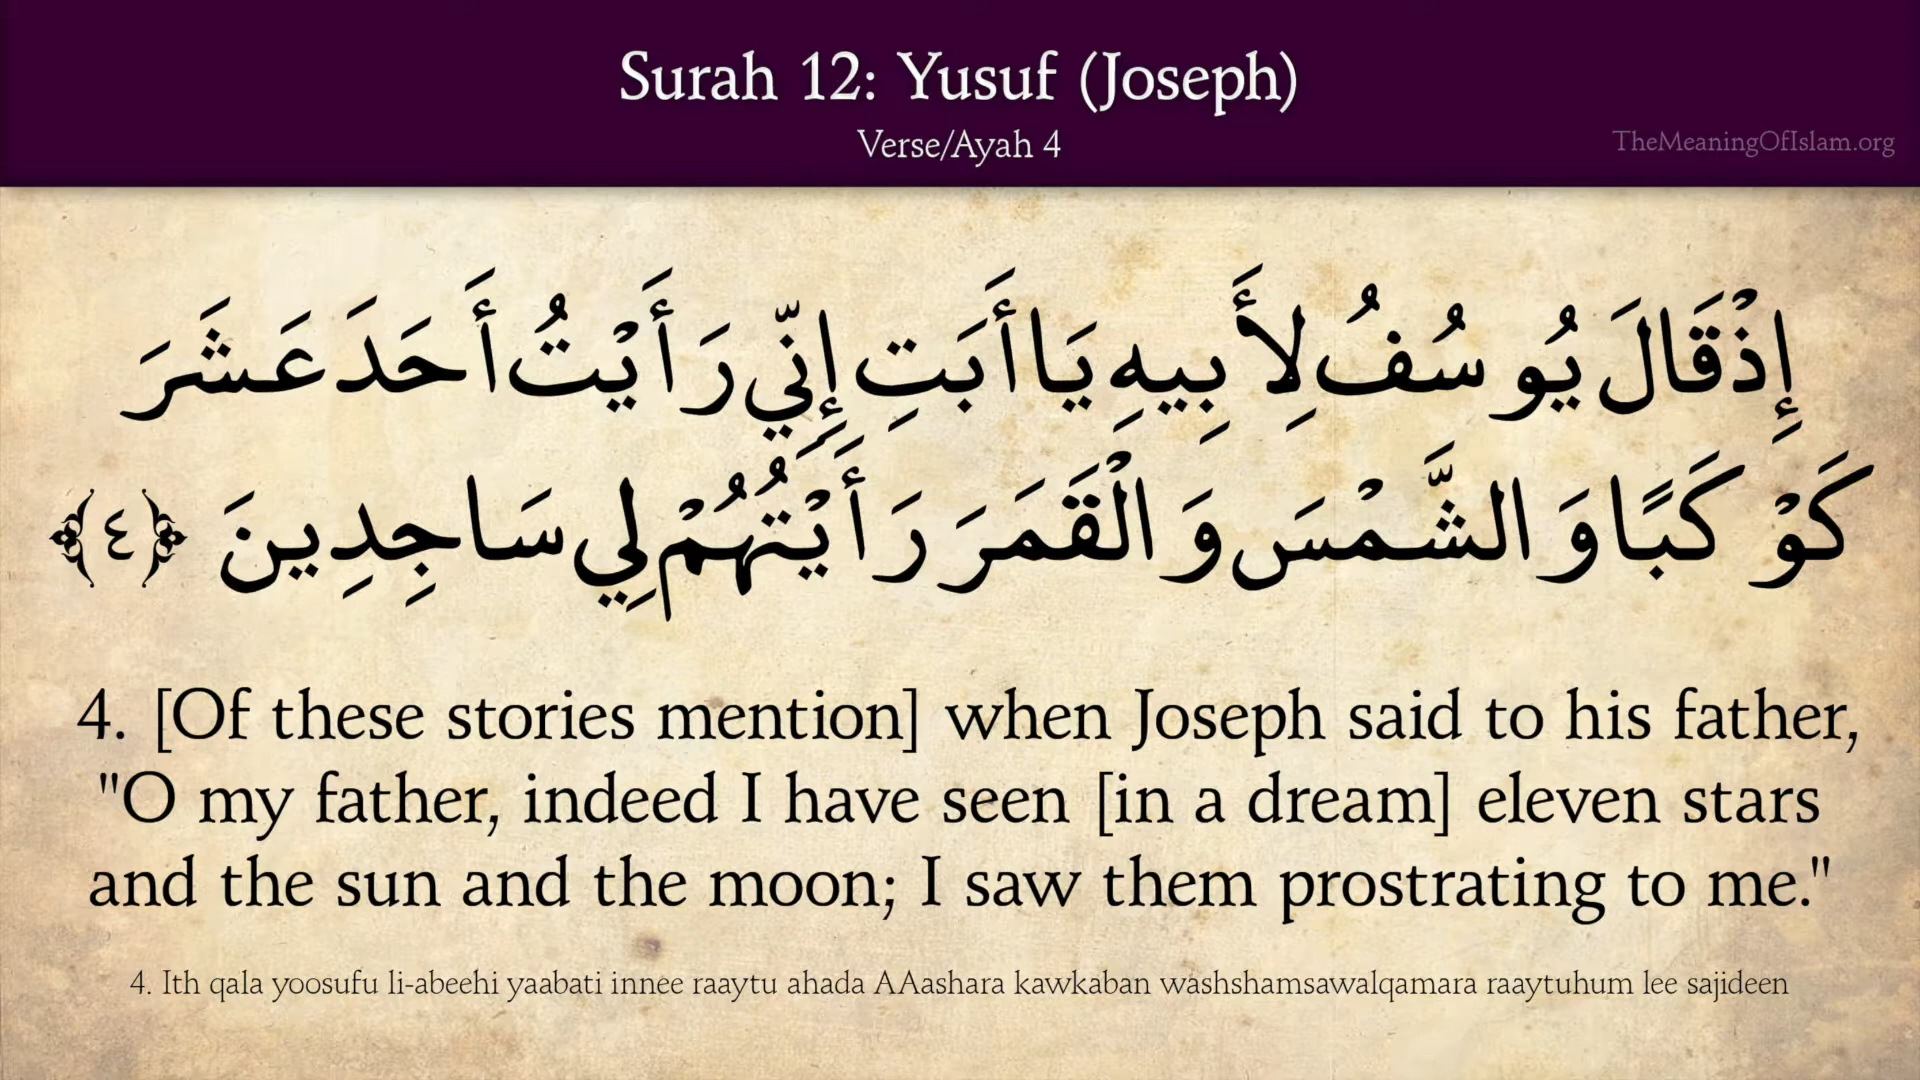 Surah 12: Yusuf (Joseph)
Verse/Ayah 4
TheMeaningOfIslam.org
إِذْ قَالَ يُوسُفُ لِأَبِيهِ يَا أَبَتِ إِنِّي رَأَيْتُ أَحَدَ عَشَرَ
كَوْكَبًا وَالشَّمْسَ وَالْقَمَرَ رَأَيْتُهُمْ لِي سَاجِدِينَ ﴿٤﴾
4. [Of these stories mention] when Joseph said to his father,
"O my father, indeed I have seen [in a dream] eleven stars
and the sun and the moon; I saw them prostrating to me."
4. Ith qala yoosufu li-abeehi yaabati innee raaytu ahada AAashara kawkaban washshamsawalqamara raaytuhum lee sajideen